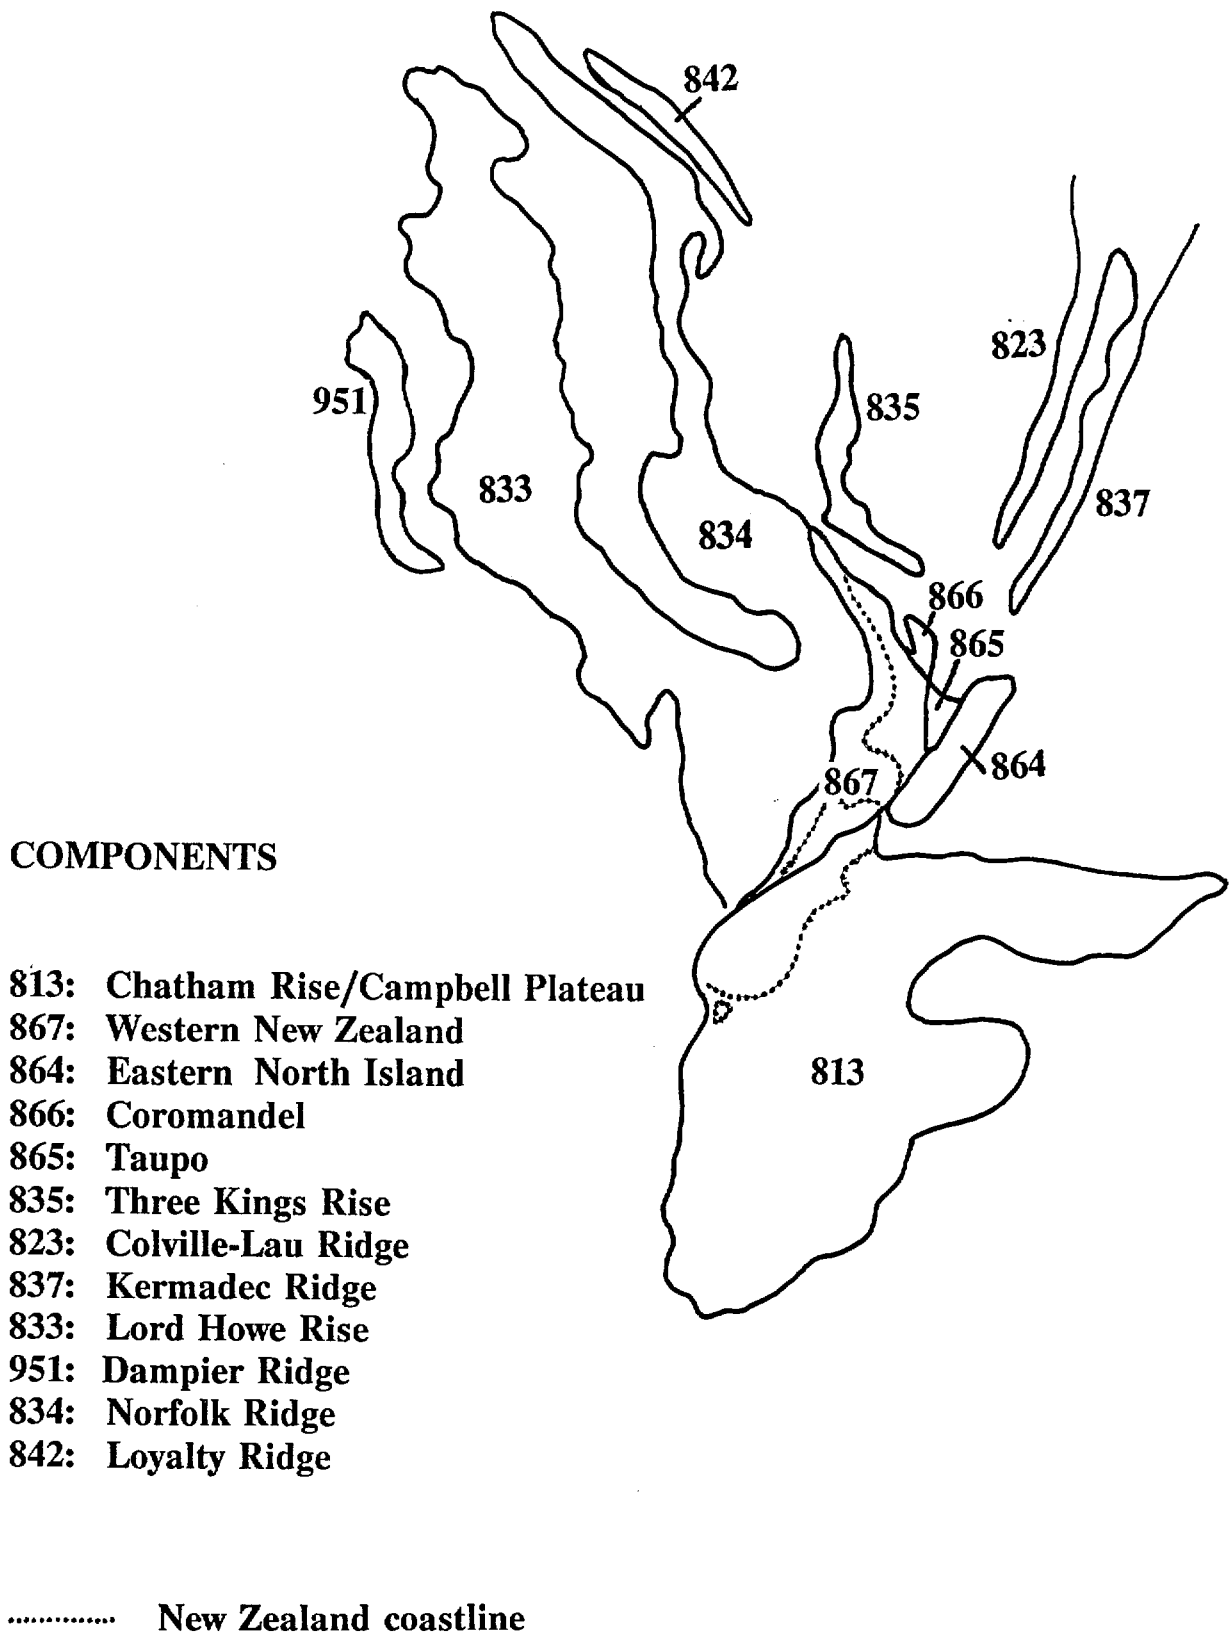 842
823
951
835
833
837
834
866
865
867
864
COMPONENTS
813: Chatham Rise/Campbell Plateau
867: Western New Zealand
864: Eastern North Island
813
866: Coromandel
865: Taupo
835: Three Kings Rise
823: Colville-Lau Ridge
837: Kermadec Ridge
833: Lord Howe Rise
951: Dampier Ridge
834: Norfolk Ridge
842: Loyalty Ridge
New Zealand coastline